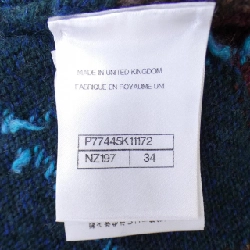 MADE IN UNITED KINGDOM
FABRIQUE EN ROYAUME UNI
P77445K11172
NZ197 34